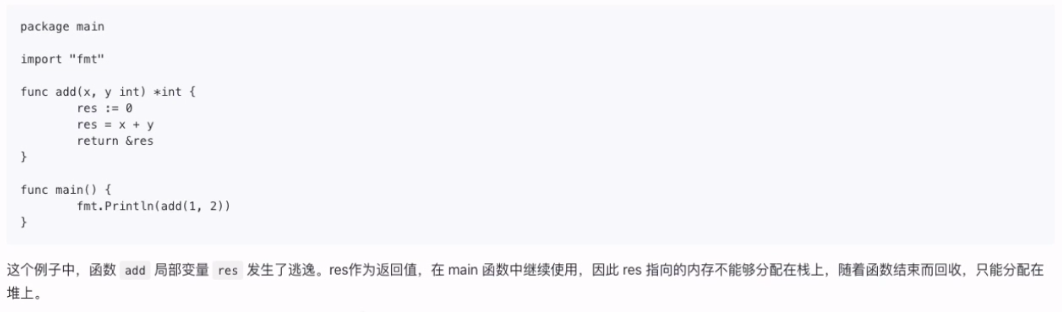 package main
import "fmt"
func add(x, y int) *int {
        res := 0
        res = x + y
        return &res
}
func main() {
        fmt.Println(add(1, 2))
}
这个例子中，函数 add 局部变量 res 发生了逃逸。res作为返回值，在 main 函数中继续使用，因此 res 指向的内存不能够分配在栈上，随着函数结束而回收，只能分配在
堆上。